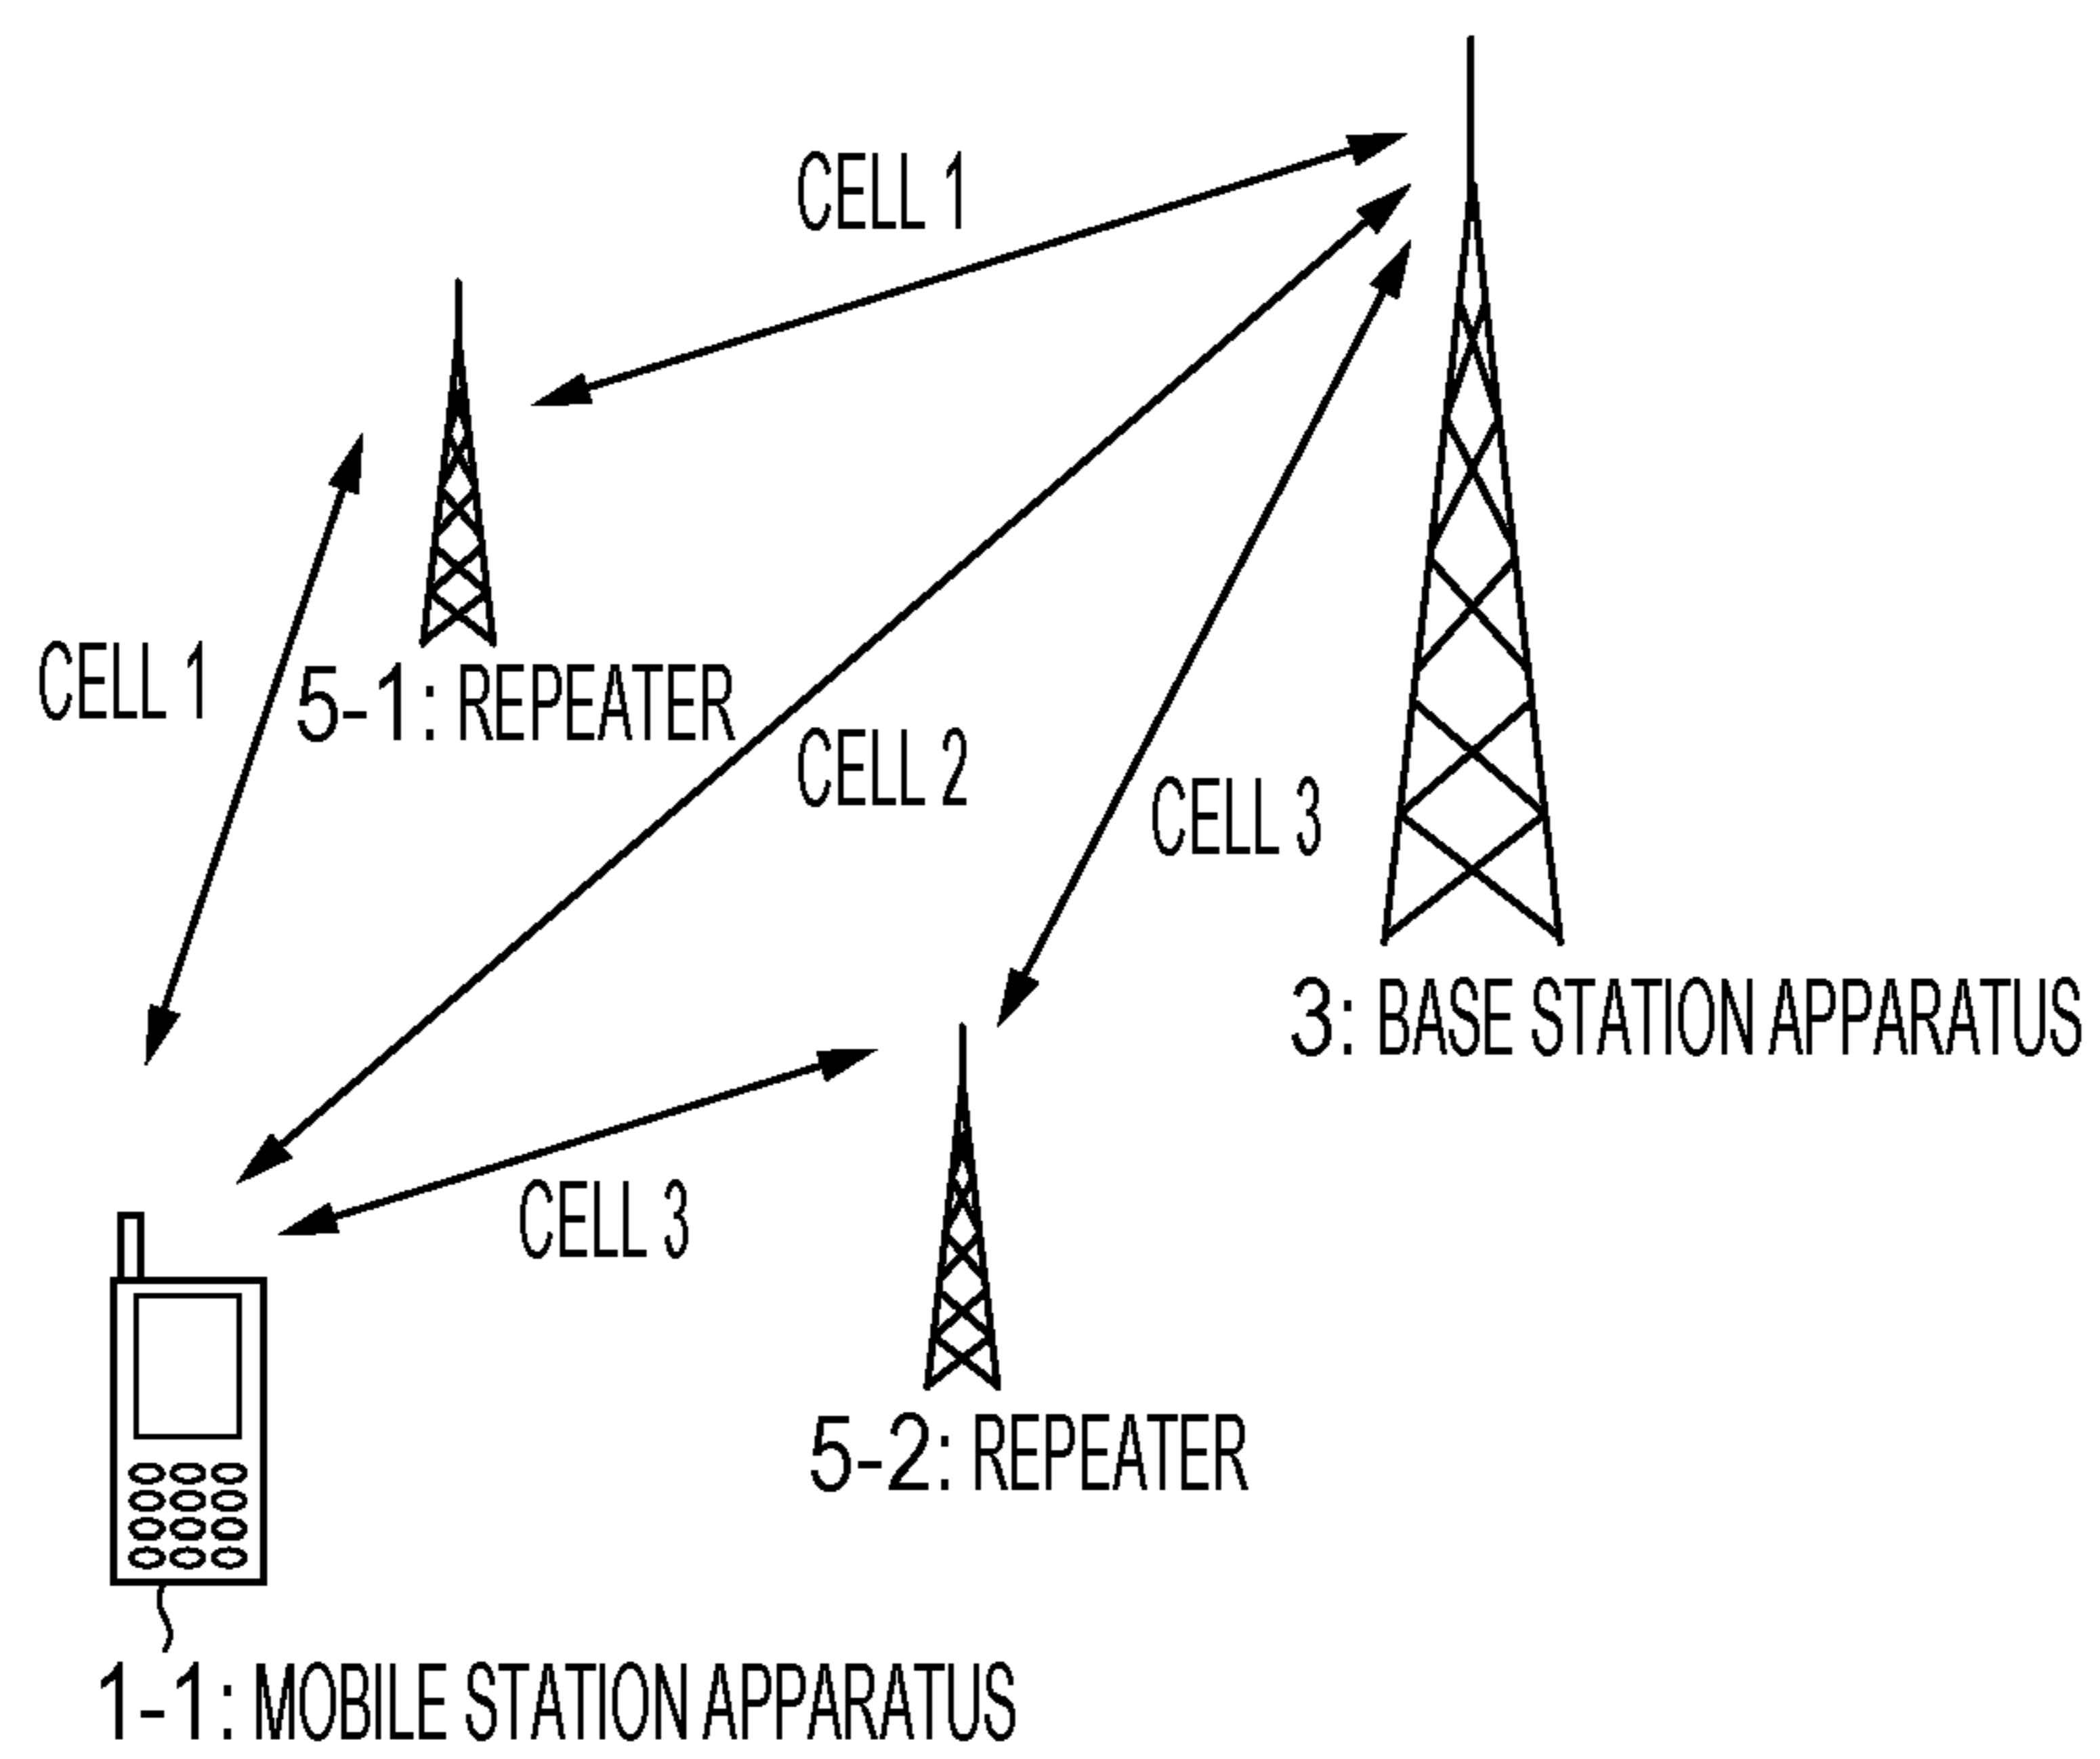 CELL 1
CELL 1
5-1: REPEATER
CELL 2
CELL 3
3: BASE STATION APPARATUS
CELL 3
5-2: REPEATER
1-1: MOBILE STATION APPARATUS